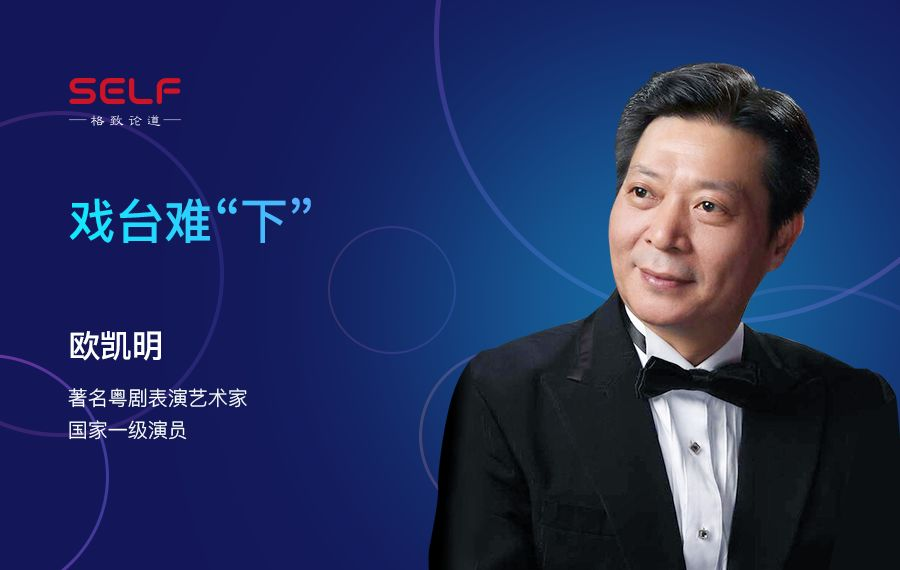 SELF
格致论道
戏台难“下”
欧凯明
著名粤剧表演艺术家
国家一级演员